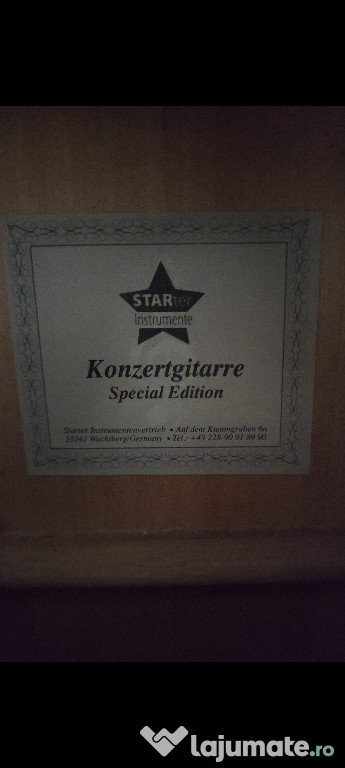 STARter
Instrumente
Konzertgitarre
Special Edition
Starter Instrumentenvertrieb • Auf dem Kummgraben 6a
53343 Wachtberg/Germany • Tel.: +49 228-90 91 89 90
Lajumate.ro